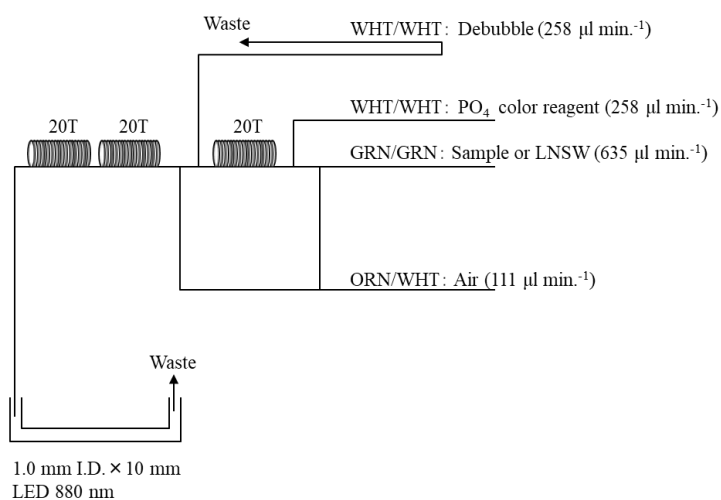 Waste
WHT/WHT: Debubble (258 μl min.-1)
WHT/WHT: PO4 color reagent (258 μl min.-1)
20T 20T 20T
GRN/GRN: Sample or LNSW (635 μl min.-1)
ORN/WHT: Air (111 μl min.-1)
Waste
1.0 mm I.D. × 10 mm
LED 880 nm